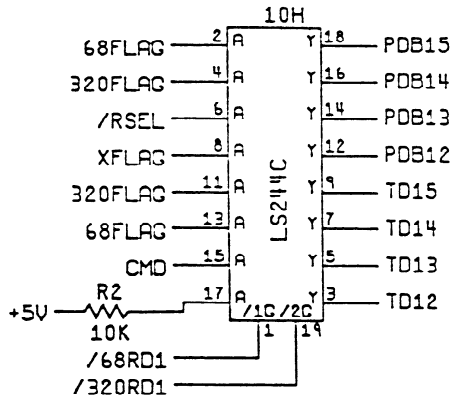 10H
68FLAG 2 A Y 18 PDB15
320FLAG 4 A Y 16 PDB14
/RSEL 6 A Y 14 PDB13
XFLAG 8 A Y 12 PDB12
320FLAG 11 A Y 9 TD15
68FLAG 13 A Y 7 TD14
CMD 15 A Y 5 TD13
17 A Y 3 TD12
LS244C
R2
+5V
10K
/1G /2G
1 19
/68RD1
/320RD1